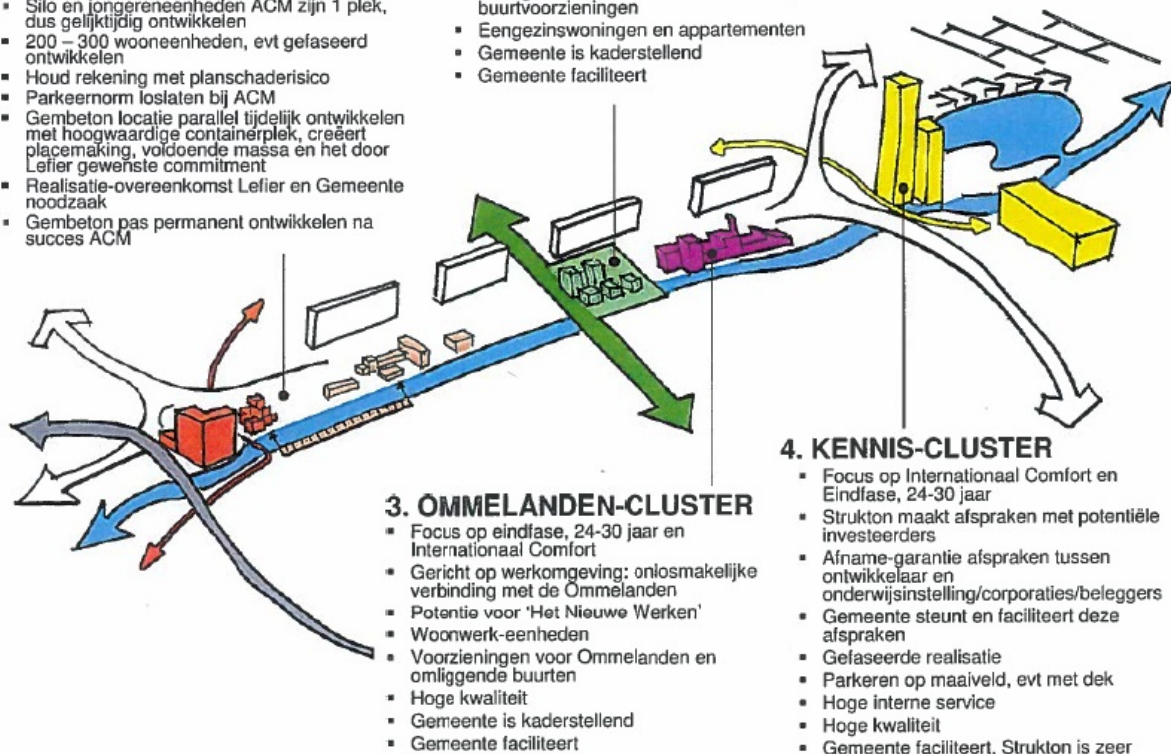 Silo en jongereneenheden ACM zijn 1 plek,
dus gelijktijdig ontwikkelen
200 – 300 wooneenheden, evt gefaseerd
ontwikkelen
Houd rekening met planschaderisico
Parkeernorm loslaten bij ACM
Gembeton locatie parallel tijdelijk ontwikkelen
met hoogwaardige containerplek, creëert
placemaking, voldoende massa en het door
Lefier gewenste commitment
Realisatie-overeenkomst Lefier en Gemeente
noodzaak
Gembeton pas permanent ontwikkelen na
succes ACM
buurtvoorzieningen
Eengezinswoningen en appartementen
Gemeente is kaderstellend
Gemeente faciliteert
3. OMMELANDEN-CLUSTER
Focus op eindfase, 24-30 jaar en
Internationaal Comfort
Gericht op werkomgeving: onlosmakelijke
verbinding met de Ommelanden
Potentie voor 'Het Nieuwe Werken'
Woonwerk-eenheden
Voorzieningen voor Ommelanden en
omliggende buurten
Hoge kwaliteit
Gemeente is kaderstellend
Gemeente faciliteert
4. KENNIS-CLUSTER
Focus op Internationaal Comfort en
Eindfase, 24-30 jaar
Strukton maakt afspraken met potentiële
investeerders
Afname-garantie afspraken tussen
ontwikkelaar en
onderwijsinstelling/corporaties/beleggers
Gemeente steunt en faciliteert deze
afspraken
Gefaseerde realisatie
Parkeren op maaiveld, evt met dek
Hoge interne service
Hoge kwaliteit
Gemeente faciliteert, Strukton is zeer